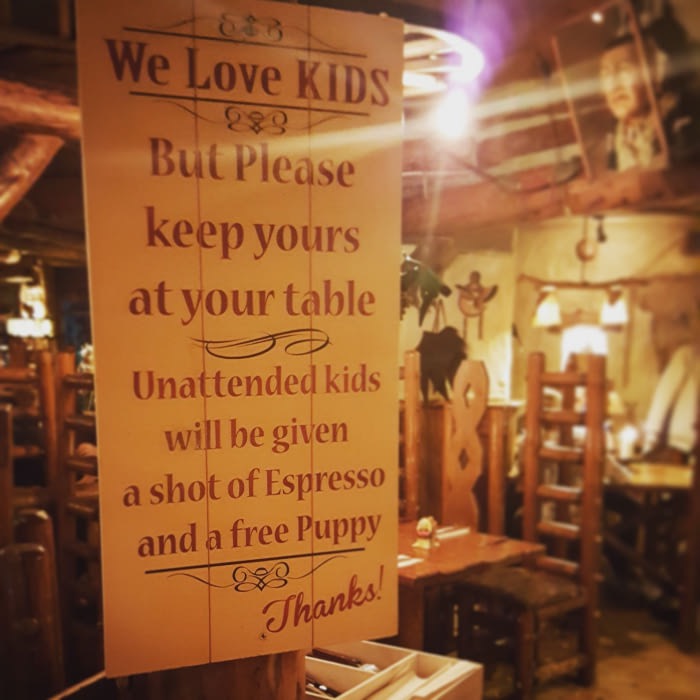 We Love KIDS
But Please
keep yours
at your table
Unattended kids
will be given
a shot of Espresso
and a free Puppy
Thanks!